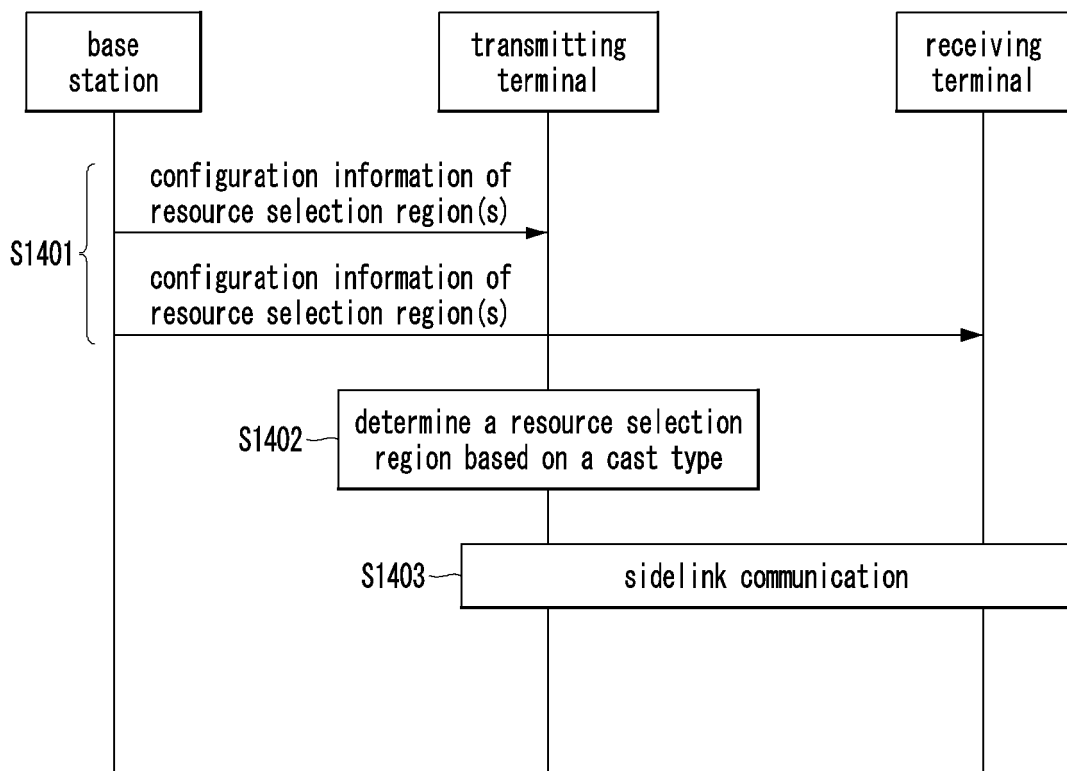 base
station
transmitting
terminal
receiving
terminal
configuration information of
resource selection region(s)
S1401
configuration information of
resource selection region(s)
S1402
determine a resource selection
region based on a cast type
S1403
sidelink communication